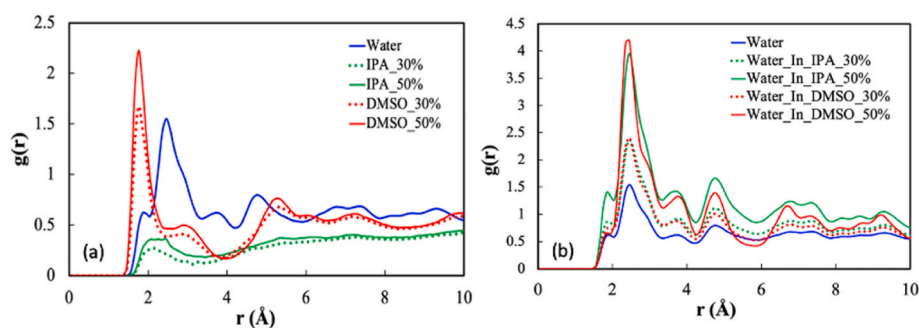 2.5
2
1.5
1
0.5
0
g(r)
(a)
Water
IPA_30%
IPA_50%
DMSO_30%
DMSO_50%
0 2 4 6 8 10
r (Å)
4.5
4
3.5
3
2.5
2
1.5
1
0.5
0
g(r)
(b)
Water
Water_In_IPA_30%
Water_In_IPA_50%
Water_In_DMSO_30%
Water_In_DMSO_50%
0 2 4 6 8 10
r (Å)